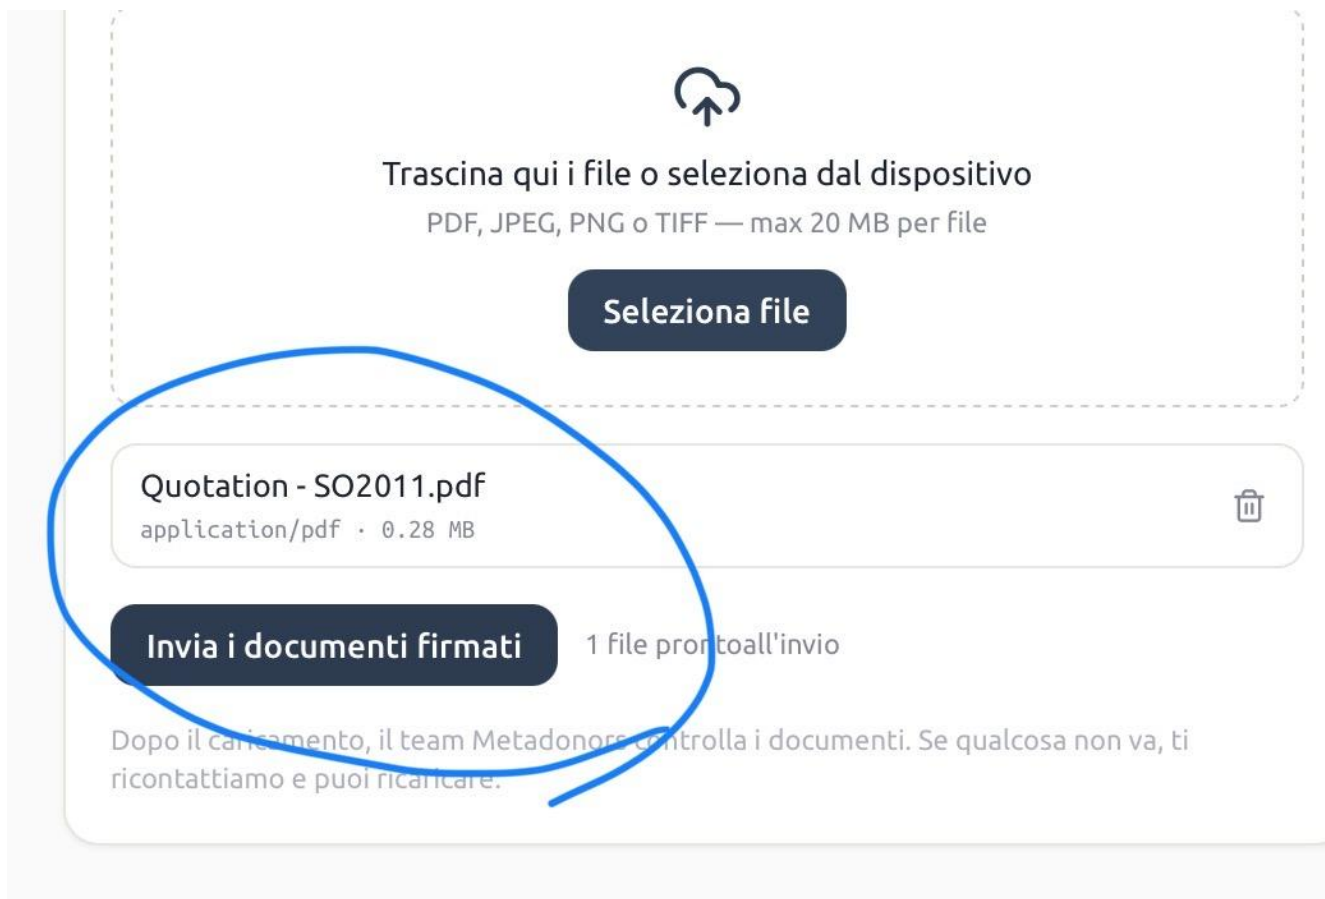 Trascina qui i file o seleziona dal dispositivo
PDF, JPEG, PNG o TIFF — max 20 MB per file
Seleziona file
Quotation - SO2011.pdf
application/pdf · 0.28 MB
Invia i documenti firmati
1 file prontoall'invio
Dopo il caricamento, il team Metadonors controlla i documenti. Se qualcosa non va, ti
ricontattiamo e puoi ricaricare.